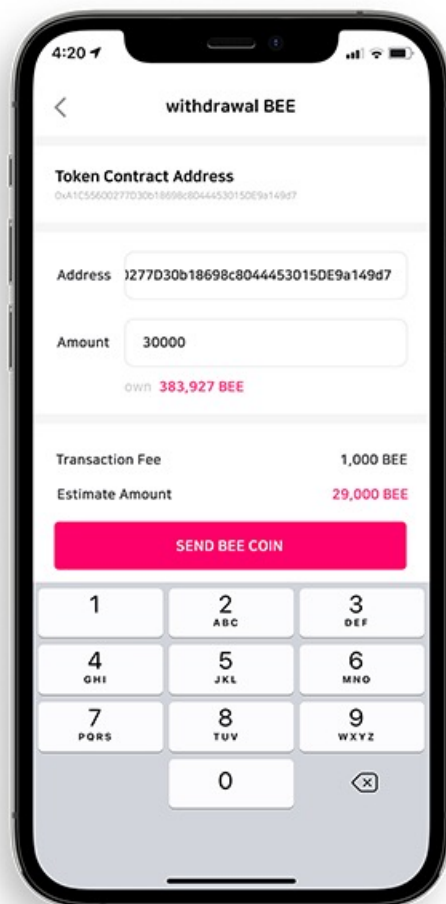 4:20
withdrawal BEE
Token Contract Address
0xA1C55600277D30b18698c8044453015DE9a149d7
Address 0277D30b18698c8044453015DE9a149d7
Amount 30000
own 383,927 BEE
Transaction Fee 1,000 BEE
Estimate Amount 29,000 BEE
SEND BEE COIN
1 2 3
ABC DEF
4 5 6
GHI JKL MNO
7 8 9
PQRS TUV WXYZ
0